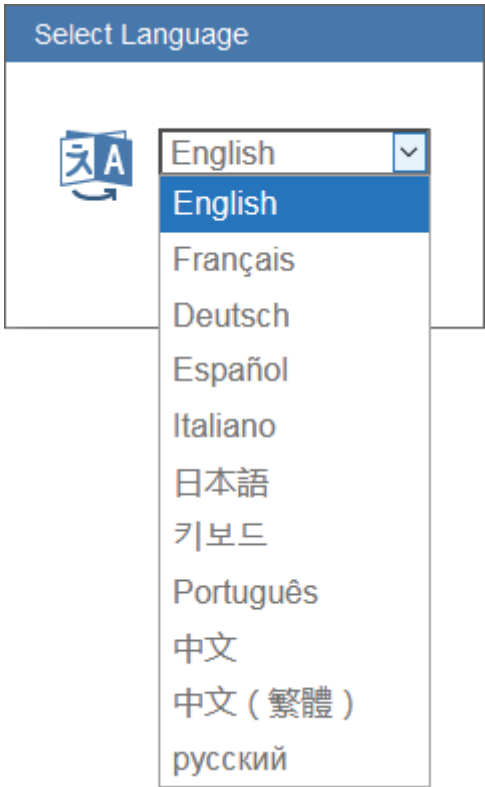 Select Language
English
English
Français
Deutsch
Español
Italiano
日本語
키보드
Português
中文
中文 ( 繁體 )
русский